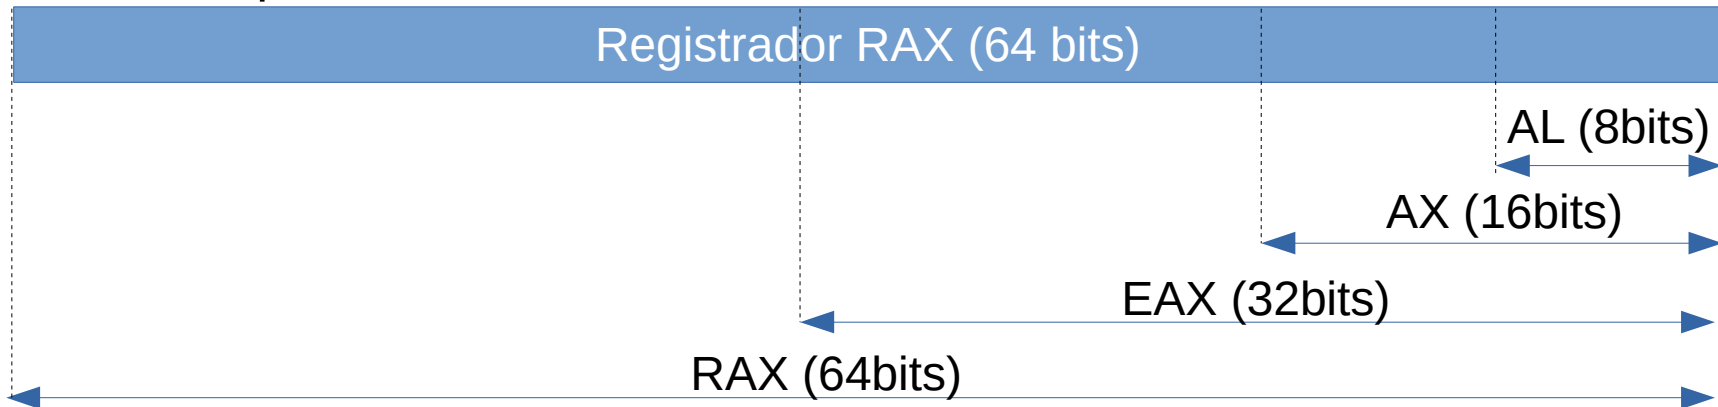 Registrador RAX (64 bits)
AL (8bits)
AX (16bits)
EAX (32bits)
RAX (64bits)